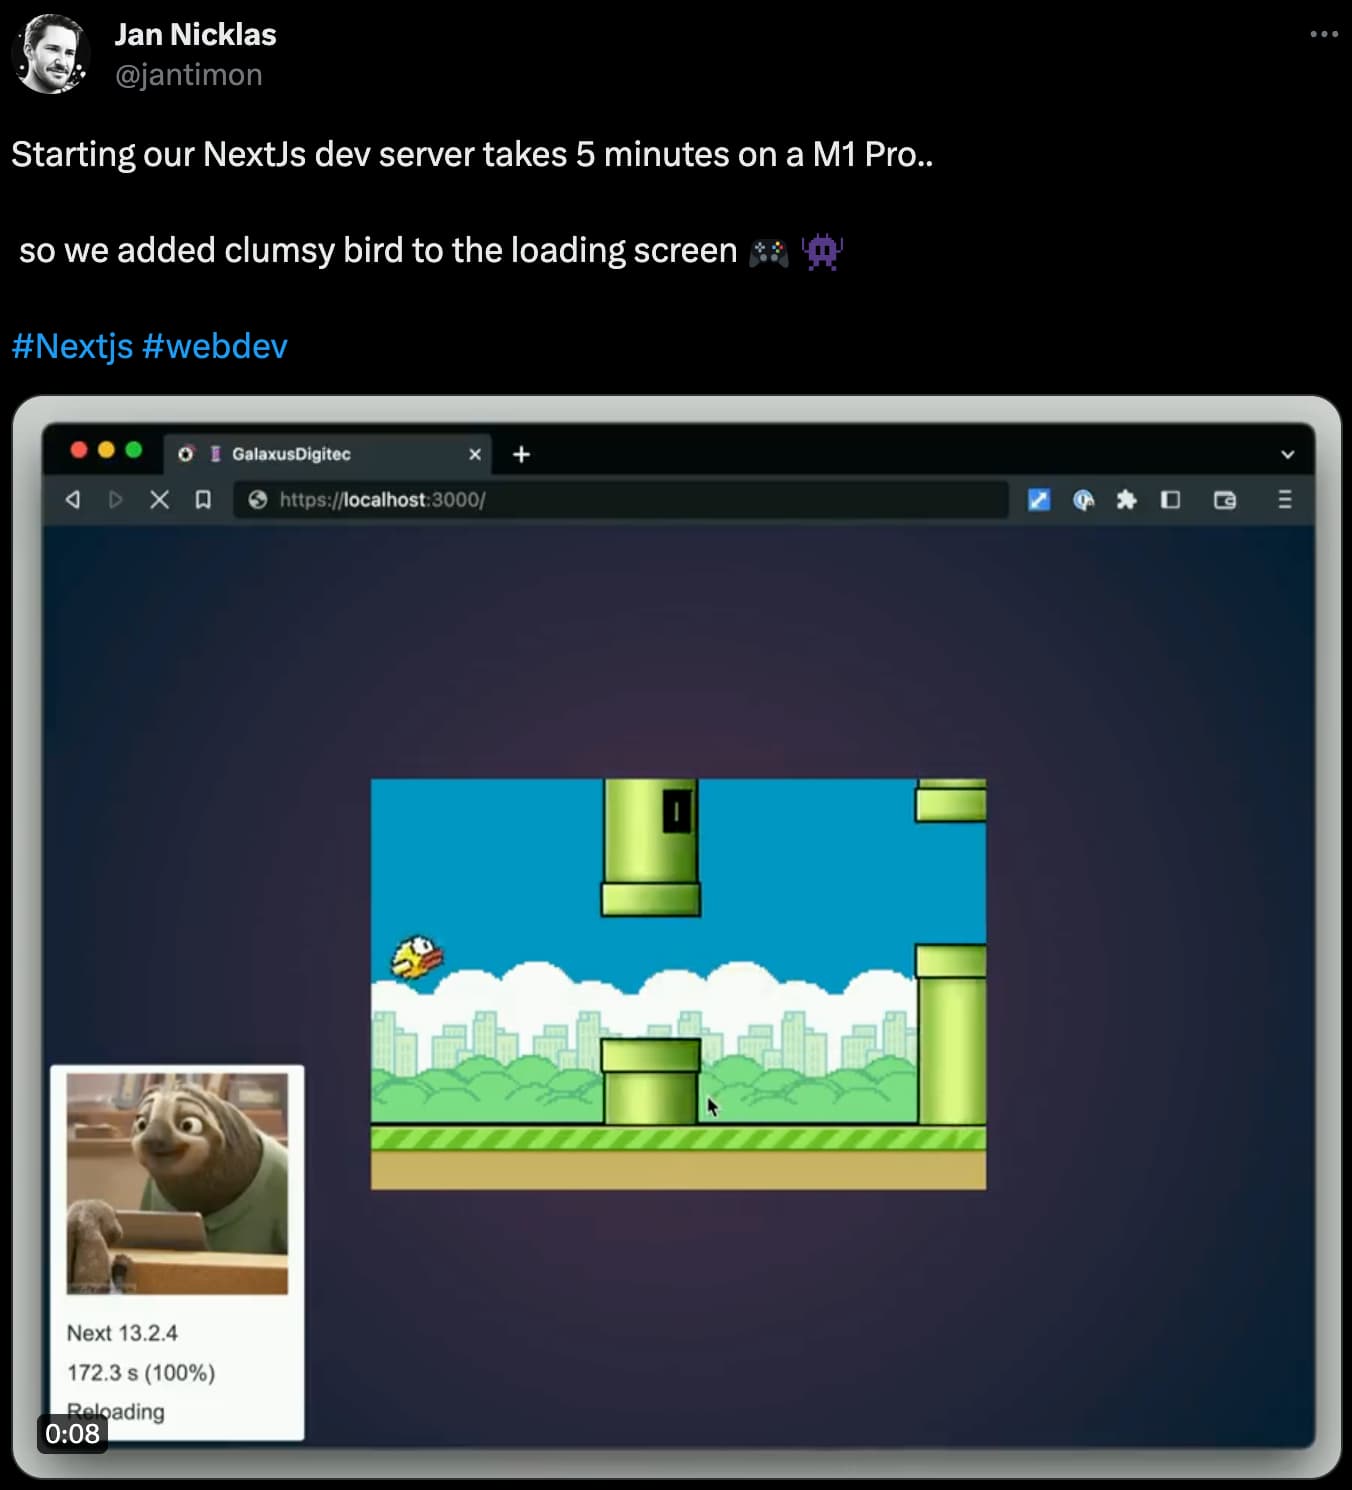 Jan Nicklas
@jantimon
Starting our NextJs dev server takes 5 minutes on a M1 Pro..
so we added clumsy bird to the loading screen 🎮 👾
#Nextjs #webdev
GalaxusDigitec
https://localhost:3000/
1
Next 13.2.4
172.3 s (100%)
Reloading
0:08